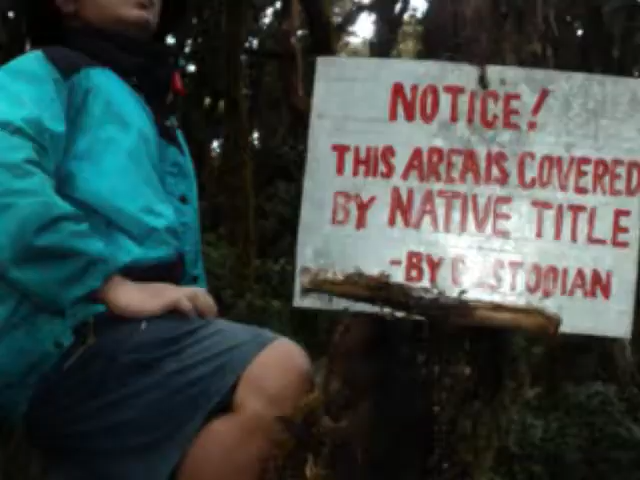 NOTICE!
THIS AREA IS COVERED
BY NATIVE TITLE
-BY CUSTODIAN